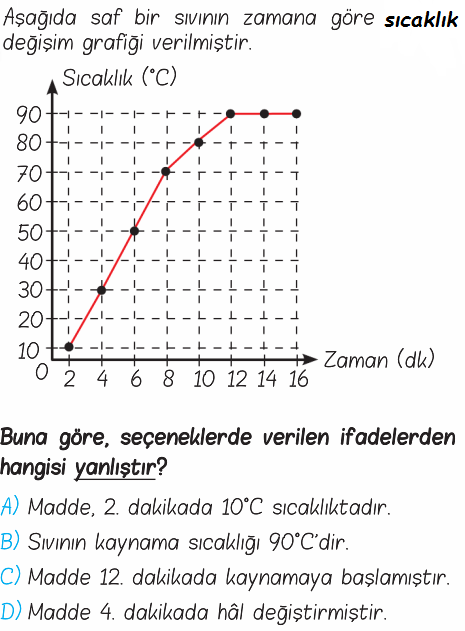 Aşağıda saf bir sıvının zamana göre sıcaklık
değişim grafiği verilmiştir.
Sıcaklık (°C)
90
80
70
60
50
40
30
20
10
0
2 4 6 8 10 12 14 16
Zaman (dk)
Buna göre, seçeneklerde verilen ifadelerden
hangisi yanlıştır?
A) Madde, 2. dakikada 10°C sıcaklıktadır.
B) Sıvının kaynama sıcaklığı 90°C'dir.
C) Madde 12. dakikada kaynamaya başlamıştır.
D) Madde 4. dakikada hâl değiştirmiştir.